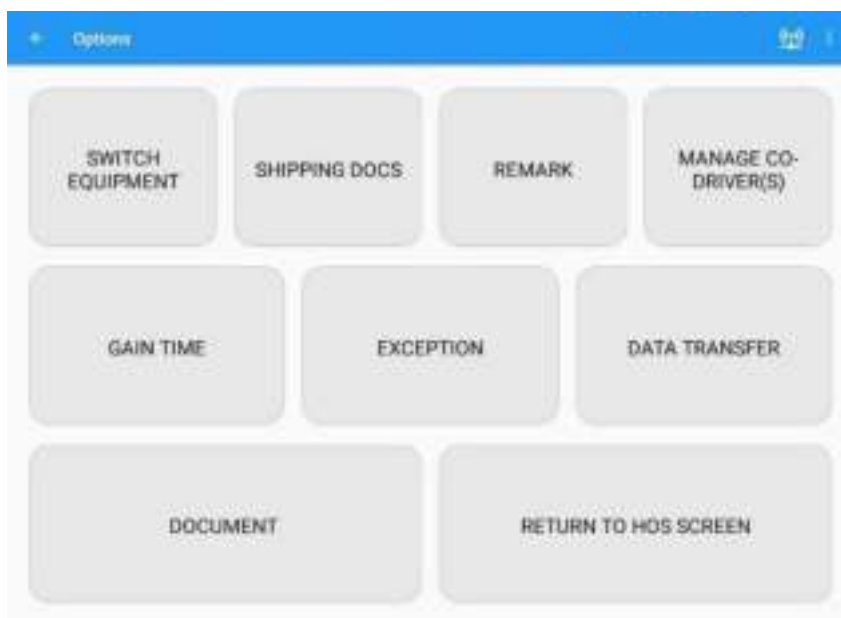 Options
SWITCH
EQUIPMENT
SHIPPING DOCS
REMARK
MANAGE CO-
DRIVER(S)
GAIN TIME
EXCEPTION
DATA TRANSFER
DOCUMENT
RETURN TO HOS SCREEN